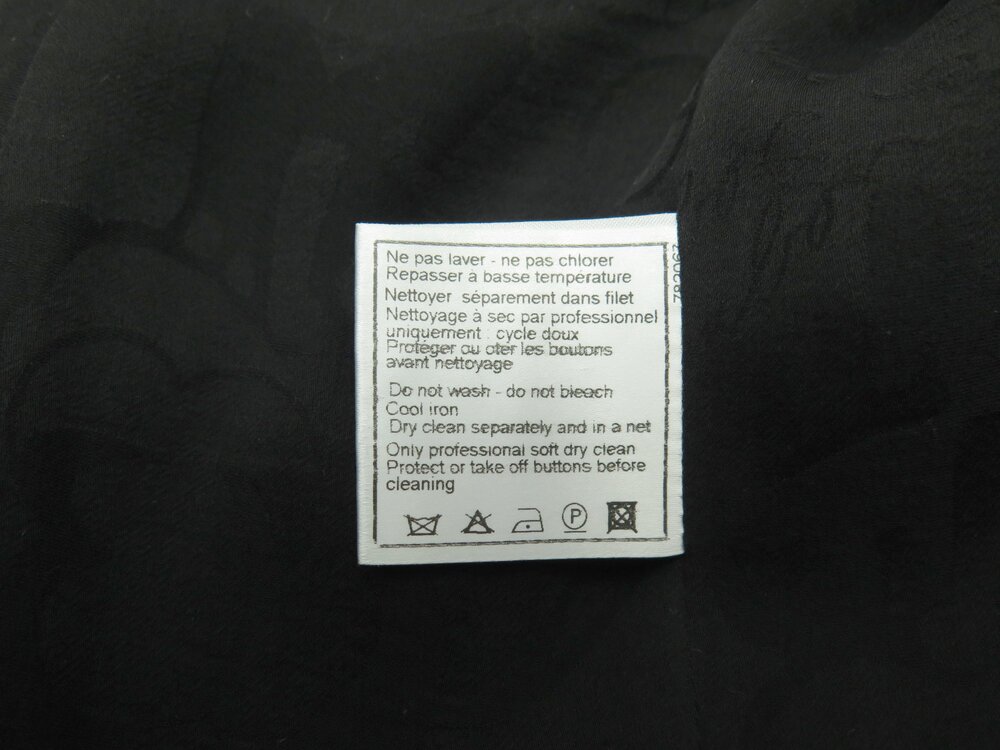 Ne pas laver - ne pas chlorer
Repasser à basse température
Nettoyer séparement dans filet
Nettoyage à sec par professionnel
uniquement : cycle doux
Protéger ou oter les boutons
avant nettoyage
Do not wash - do not bleach
Cool iron
Dry clean separately and in a net
Only professional soft dry clean
Protect or take off buttons before
cleaning
P